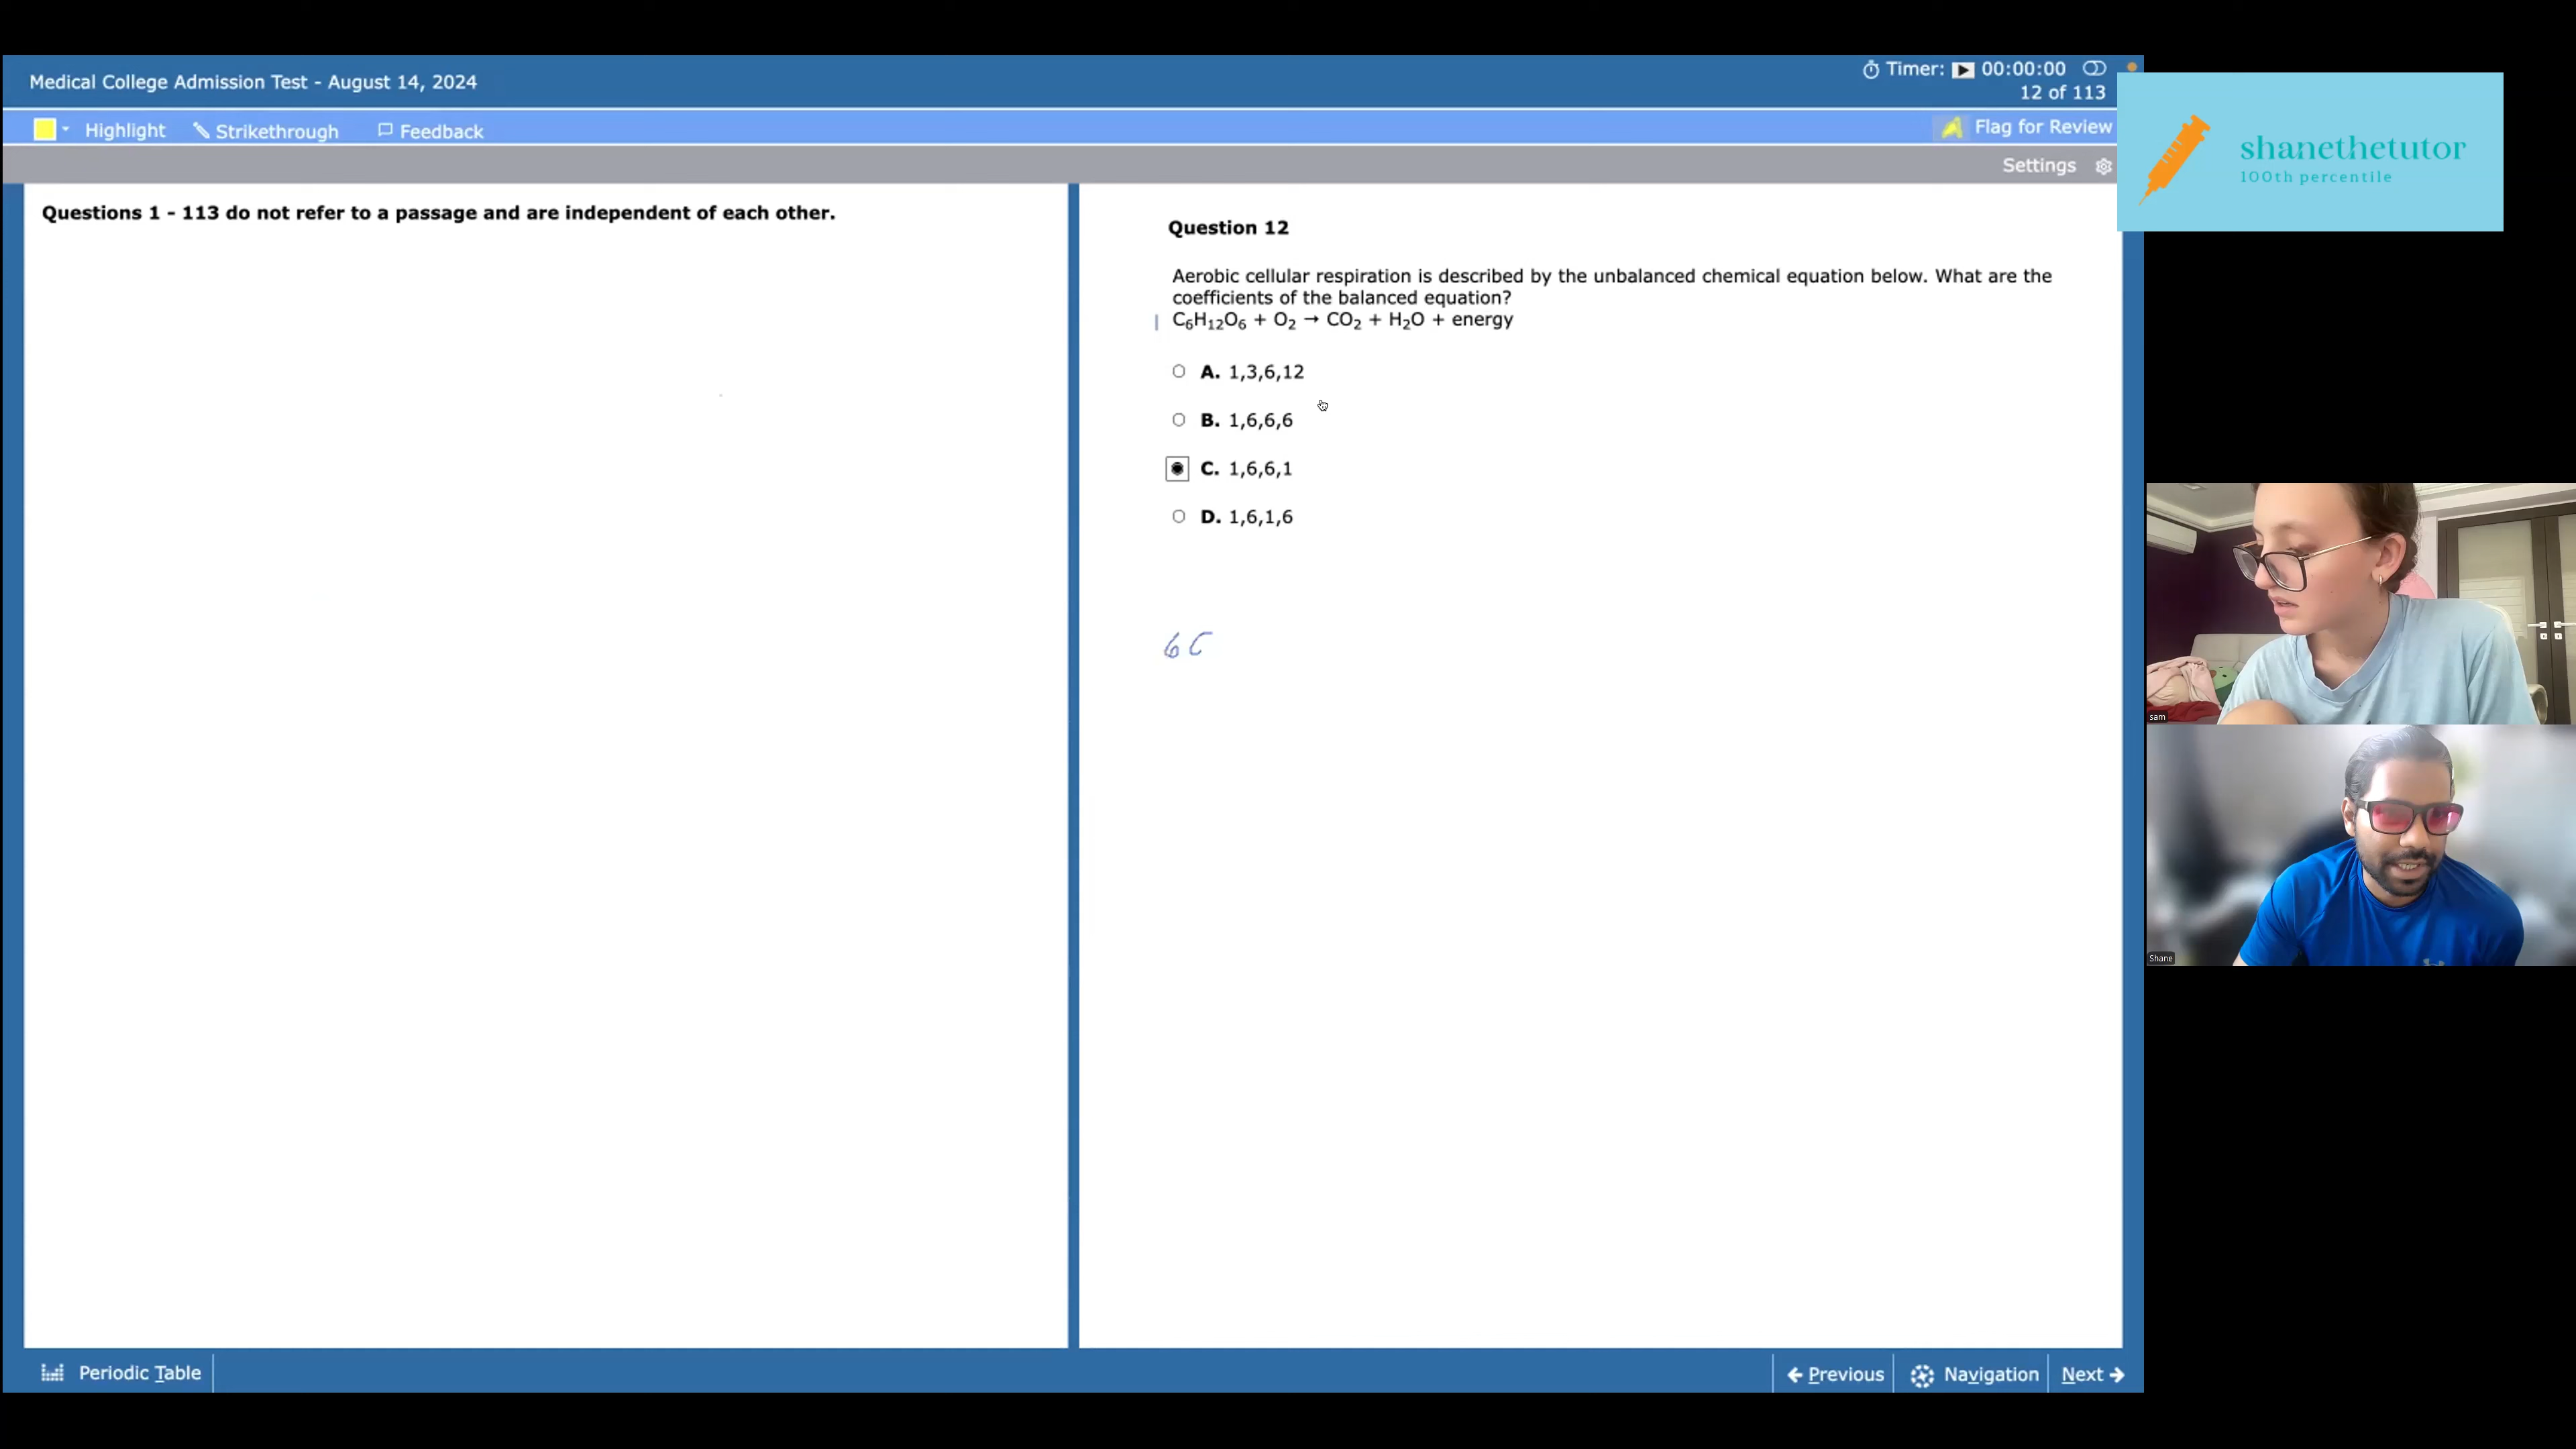 Medical College Admission Test - August 14, 2024
Timer: 00:00:00
12 of 113
Highlight Strikethrough Feedback
Flag for Review
Settings
shanethetutor
100th percentile
Questions 1 - 113 do not refer to a passage and are independent of each other.
Question 12
Aerobic cellular respiration is described by the unbalanced chemical equation below. What are the
coefficients of the balanced equation?
C₆H₁₂O₆ + O₂ → CO₂ + H₂O + energy
A. 1,3,6,12
B. 1,6,6,6
C. 1,6,6,1
D. 1,6,1,6
6C
sam
Shane
Periodic Table
Previous Navigation Next